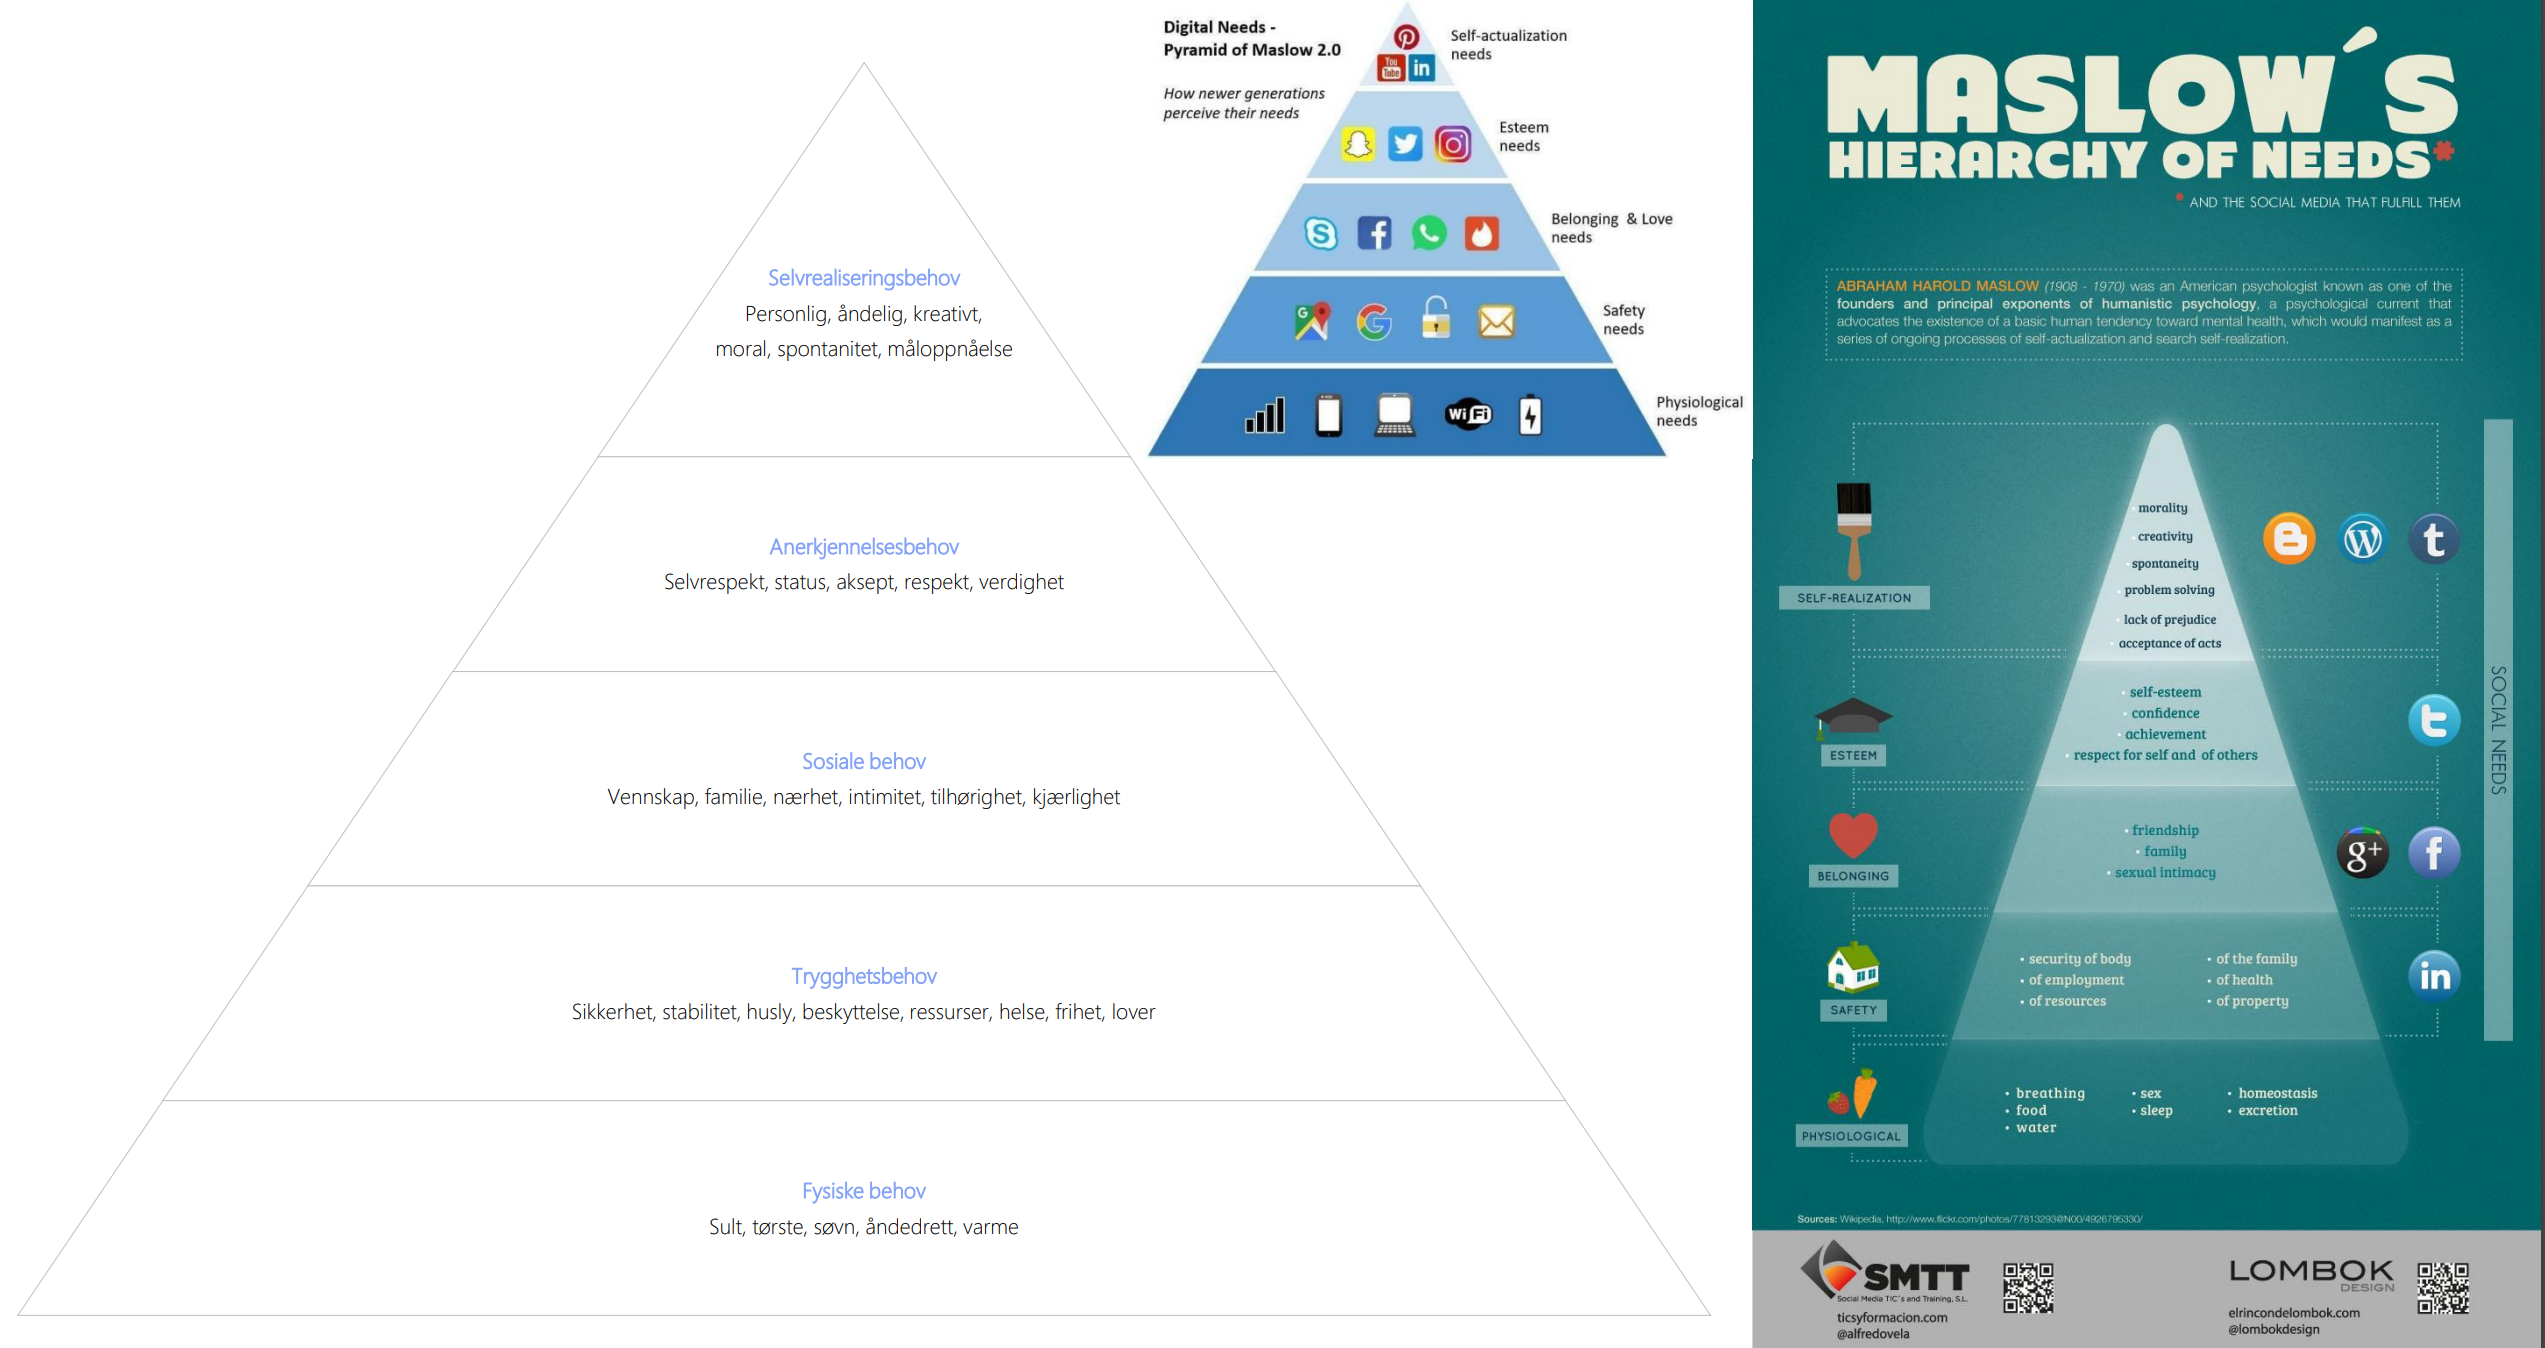 Selvrealiseringsbehov
Personlig, åndelig, kreativt,
moral, spontanitet, måloppnåelse
Anerkjennelsesbehov
Selvrespekt, status, aksept, respekt, verdighet
Sosiale behov
Vennskap, familie, nærhet, intimitet, tilhørighet, kjærlighet
Trygghetsbehov
Sikkerhet, stabilitet, husly, beskyttelse, ressurser, helse, frihet, lover
Fysiske behov
Sult, tørste, søvn, åndedrett, varme
Digital Needs -
Pyramid of Maslow 2.0
How newer generations
perceive their needs
Self-actualization
needs
You
Tube
in
Esteem
needs
Belonging & Love
needs
S
f
Safety
needs
G
G
Physiological
needs
WiFi
MASLOW´S
HIERARCHY OF NEEDS*
* AND THE SOCIAL MEDIA THAT FULFILL THEM
ABRAHAM HAROLD MASLOW (1908 - 1970) was an American psychologist known as one of the
founders and principal exponents of humanistic psychology, a psychological current that
advocates the existence of a basic human tendency toward mental health, which would manifest as a
series of ongoing processes of self-actualization and search self-realization.
SELF-REALIZATION
• morality
• creativity
• spontaneity
• problem solving
• lack of prejudice
• acceptance of acts
B
W
t
ESTEEM
• self-esteem
• confidence
• achievement
• respect for self and of others
t
BELONGING
• friendship
• family
• sexual intimacy
g+
f
SAFETY
• security of body
• of employment
• of resources
• of the family
• of health
• of property
in
SOCIAL NEEDS
PHYSIOLOGICAL
• breathing
• food
• water
• sex
• sleep
• homeostasis
• excretion
Sources: Wikipedia, http://www.flickr.com/photos/77813293@N00/4926795330/
SMTT
Social Media TIC´s and Training, S.L.
ticsyformacion.com
@alfredovela
LOMBOK
DESIGN
elrincondelombok.com
@lombokdesign